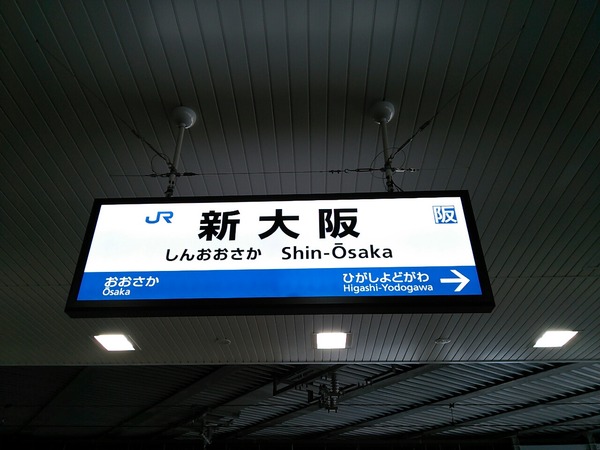 JR 新大阪 阪
しんおおさか Shin-Ōsaka
おおさか ひがしよどがわ
Ōsaka Higashi-Yodogawa →